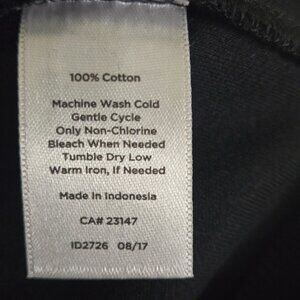 100% Cotton
Machine Wash Cold
Gentle Cycle
Only Non-Chlorine
Bleach When Needed
Tumble Dry Low
Warm Iron, If Needed
Made in Indonesia
CA# 23147
ID2726 08/17